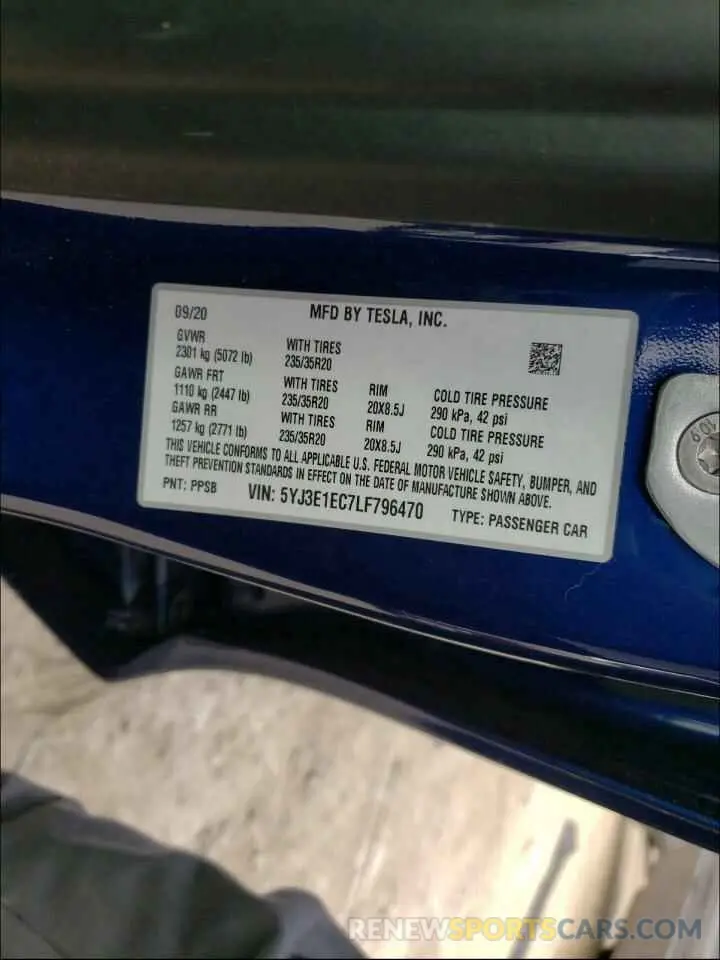 09/20
MFD BY TESLA, INC.
GVWR
2301 kg (5072 lb)
WITH TIRES
235/35R20
GAWR FRT
1110 kg (2447 lb)
WITH TIRES
235/35R20
RIM
20X8.5J
COLD TIRE PRESSURE
290 kPa, 42 psi
GAWR RR
1257 kg (2771 lb)
WITH TIRES
235/35R20
RIM
20X8.5J
COLD TIRE PRESSURE
290 kPa, 42 psi
THIS VEHICLE CONFORMS TO ALL APPLICABLE U.S. FEDERAL MOTOR VEHICLE SAFETY, BUMPER, AND
THEFT PREVENTION STANDARDS IN EFFECT ON THE DATE OF MANUFACTURE SHOWN ABOVE.
PNT: PPSB
VIN: 5YJ3E1EC7LF796470
TYPE: PASSENGER CAR
10.9
RENEWSPORTSCARS.COM